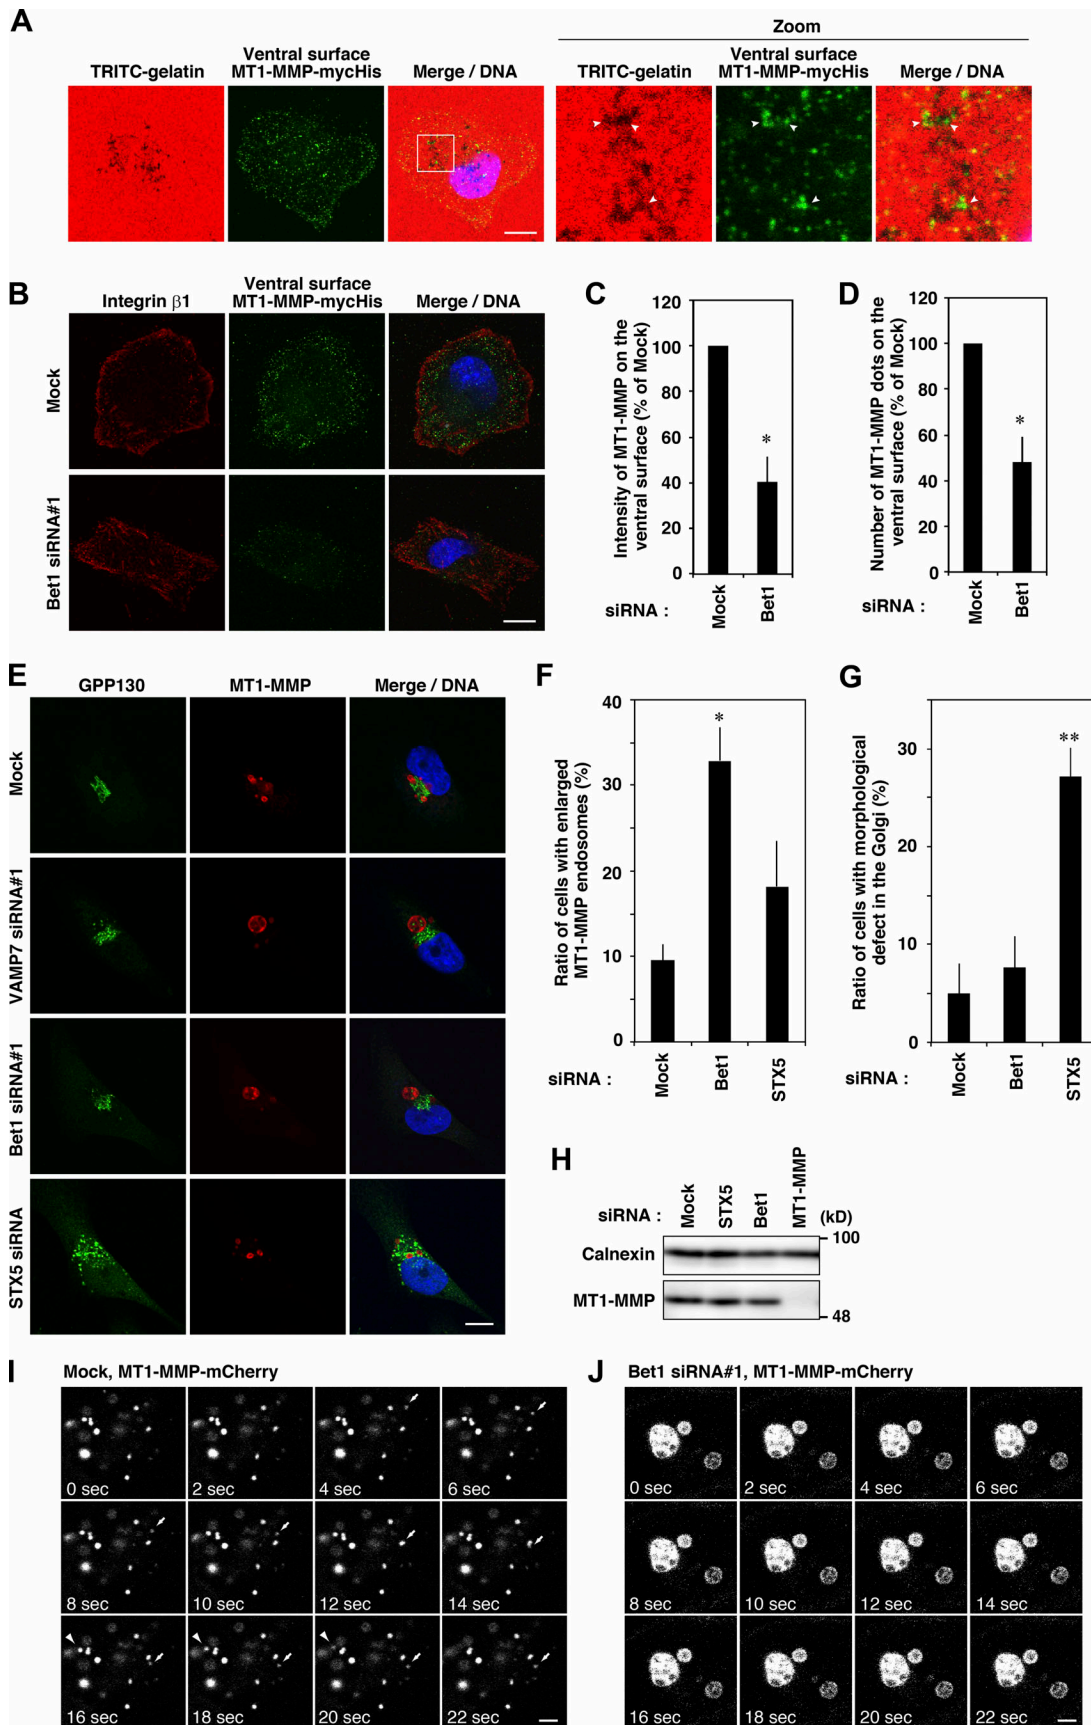 A
Zoom
TRITC-gelatin
Ventral surface
MT1-MMP-mycHis
Merge / DNA
TRITC-gelatin
Ventral surface
MT1-MMP-mycHis
Merge / DNA
B
Integrin β1
Ventral surface
MT1-MMP-mycHis
Merge / DNA
Mock
Bet1 siRNA#1
C
Intensity of MT1-MMP on the
ventral surface (% of Mock)
120
100
80
60
40
20
0
*
siRNA :
Mock
Bet1
D
Number of MT1-MMP dots on the
ventral surface (% of Mock)
120
100
80
60
40
20
0
*
siRNA :
Mock
Bet1
E
GPP130
MT1-MMP
Merge / DNA
Mock
VAMP7 siRNA#1
Bet1 siRNA#1
STX5 siRNA
F
Ratio of cells with enlarged
MT1-MMP endosomes (%)
40
30
20
10
0
*
siRNA :
Mock
Bet1
STX5
G
Ratio of cells with morphological
defect in the Golgi (%)
30
20
10
0
**
siRNA :
Mock
Bet1
STX5
H
siRNA :
Mock
STX5
Bet1
MT1-MMP
(kD)
Calnexin
100
MT1-MMP
48
I
Mock, MT1-MMP-mCherry
0 sec
2 sec
4 sec
6 sec
8 sec
10 sec
12 sec
14 sec
16 sec
18 sec
20 sec
22 sec
J
Bet1 siRNA#1, MT1-MMP-mCherry
0 sec
2 sec
4 sec
6 sec
8 sec
10 sec
12 sec
14 sec
16 sec
18 sec
20 sec
22 sec